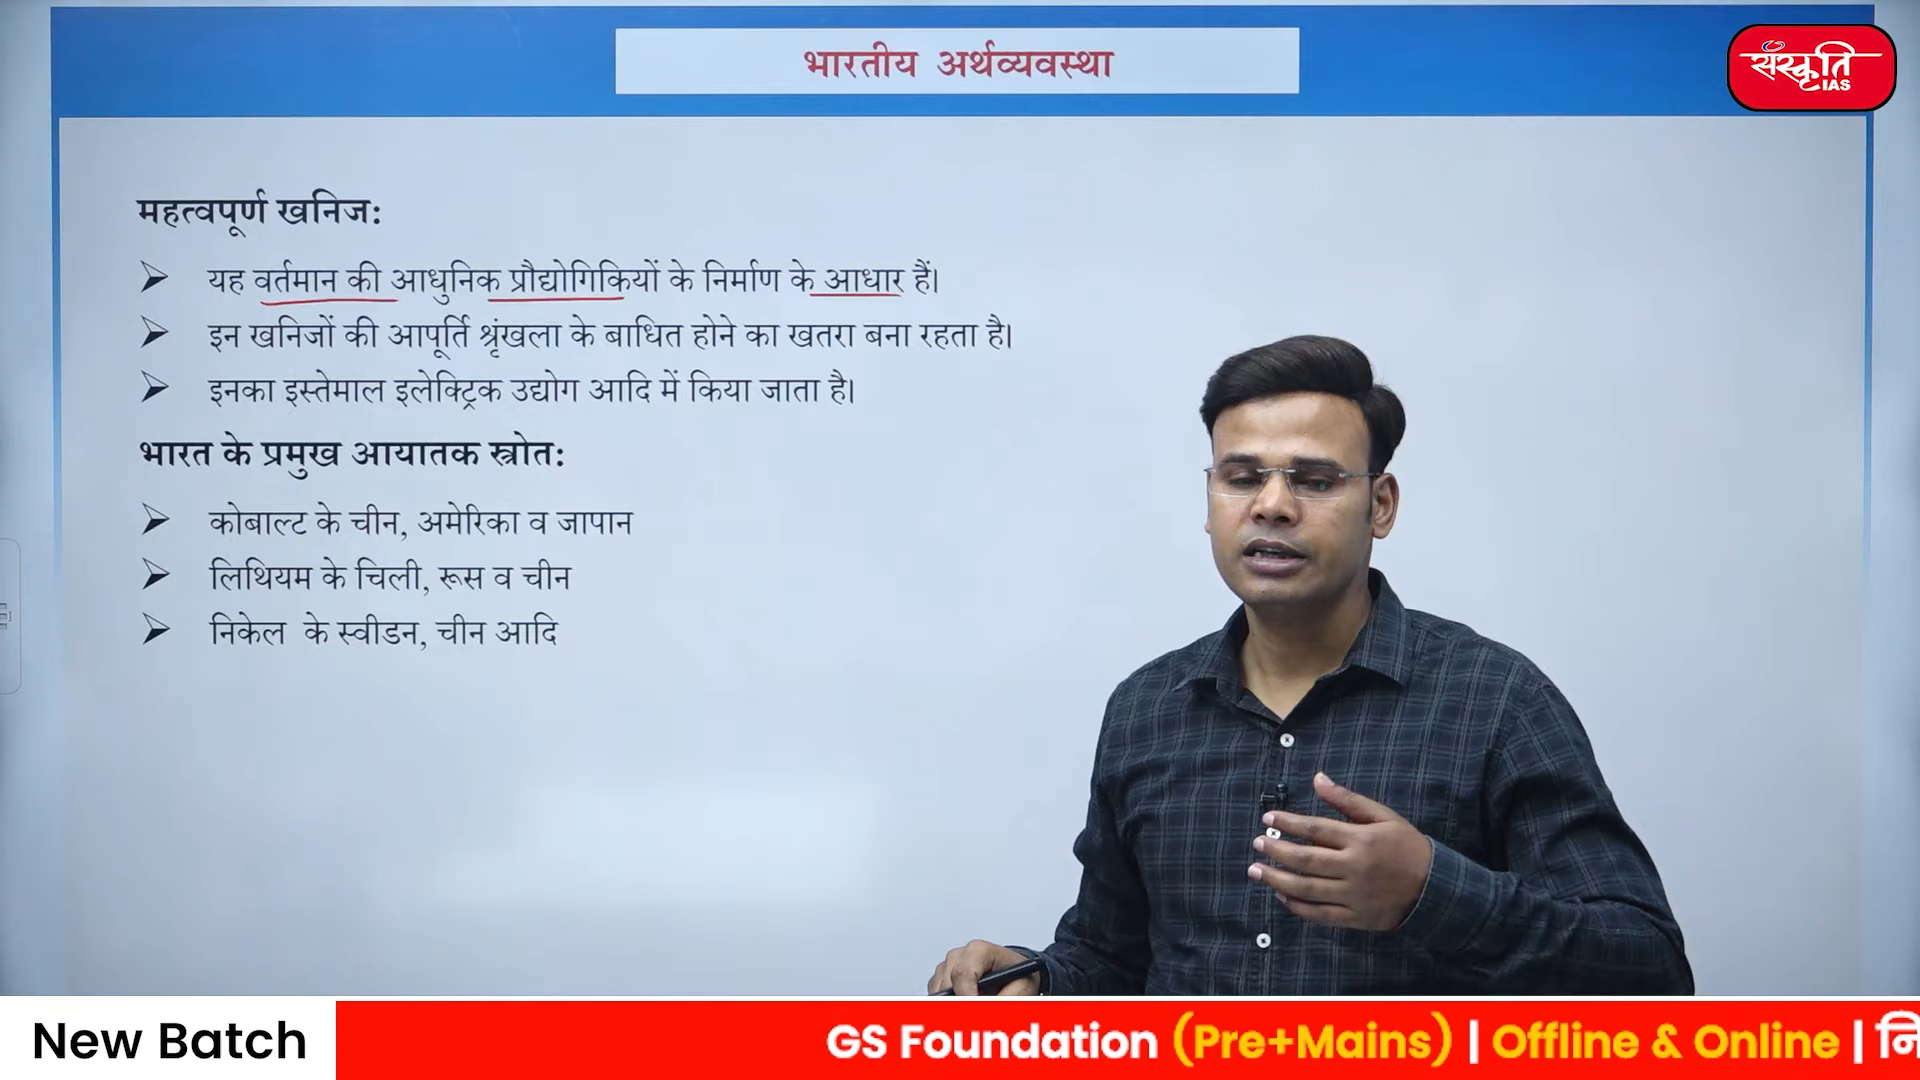 भारतीय अर्थव्यवस्था
संस्कृति
IAS
महत्वपूर्ण खनिज:
यह वर्तमान की आधुनिक प्रौद्योगिकियों के निर्माण के आधार हैं।
इन खनिजों की आपूर्ति श्रृंखला के बाधित होने का खतरा बना रहता है।
इनका इस्तेमाल इलेक्ट्रिक उद्योग आदि में किया जाता है।
भारत के प्रमुख आयातक स्त्रोत:
कोबाल्ट के चीन, अमेरिका व जापान
लिथियम के चिली, रूस व चीन
निकेल के स्वीडन, चीन आदि
New Batch
GS Foundation (Pre+Mains) | Offline & Online |